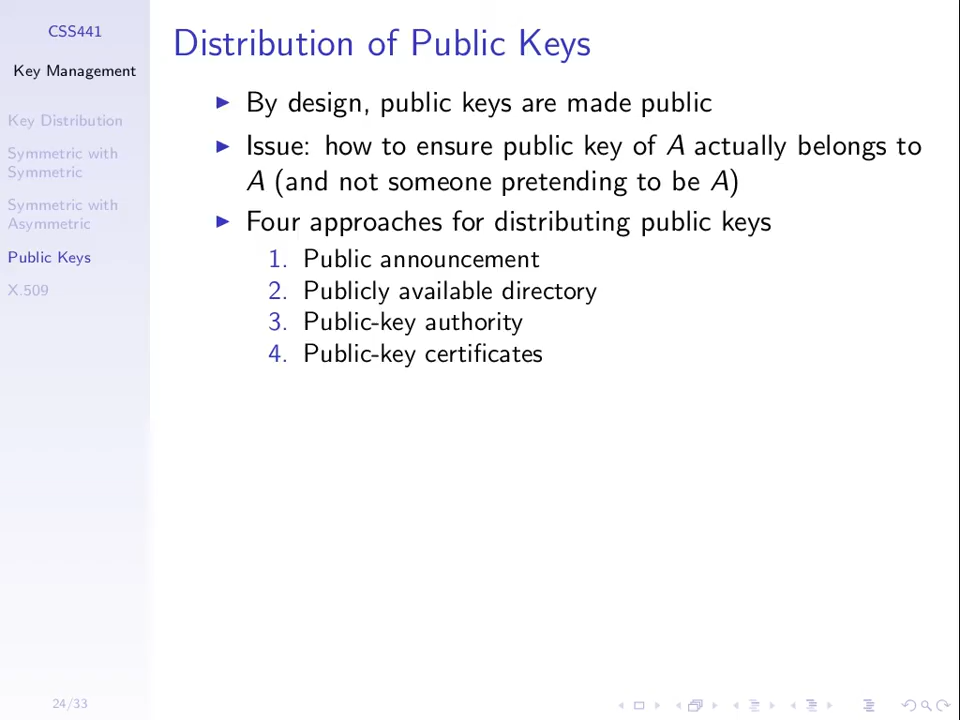 CSS441
Key Management
Key Distribution
Symmetric with
Symmetric
Symmetric with
Asymmetric
Public Keys
X.509
24/33
Distribution of Public Keys
▶ By design, public keys are made public
▶ Issue: how to ensure public key of A actually belongs to
A (and not someone pretending to be A)
▶ Four approaches for distributing public keys
1. Public announcement
2. Publicly available directory
3. Public-key authority
4. Public-key certificates